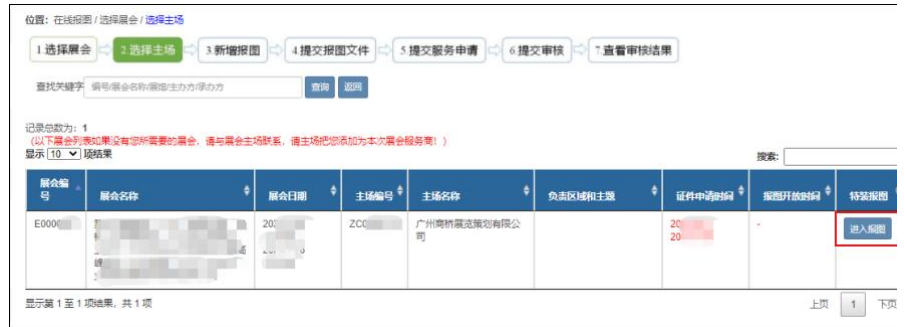 位置：在线报图 / 选择展会 / 选择主场
1.选择展会 2.选择主场 3.新增报图 4.提交报图文件 5.提交服务申请 6.提交审核 7.查看审核结果
查找关键字 编号/展会名称/展馆/主办方/承办方 查询 返回
记录总数为：1
（以下展会列表如果没有您所需要的展会，请与展会主场联系，请主场把您添加为本次展会服务商！）
显示 10 项结果 搜索:
展会编号 展会名称 展会日期 主场编号 主场名称 负责区域和主题 证件申请时间 报图开放时间 特装报图
E000 ZC0 广州商桥展览策划有限公司 20 - 进入报图
20
显示第 1 至 1 项结果，共 1 项 上页 1 下页